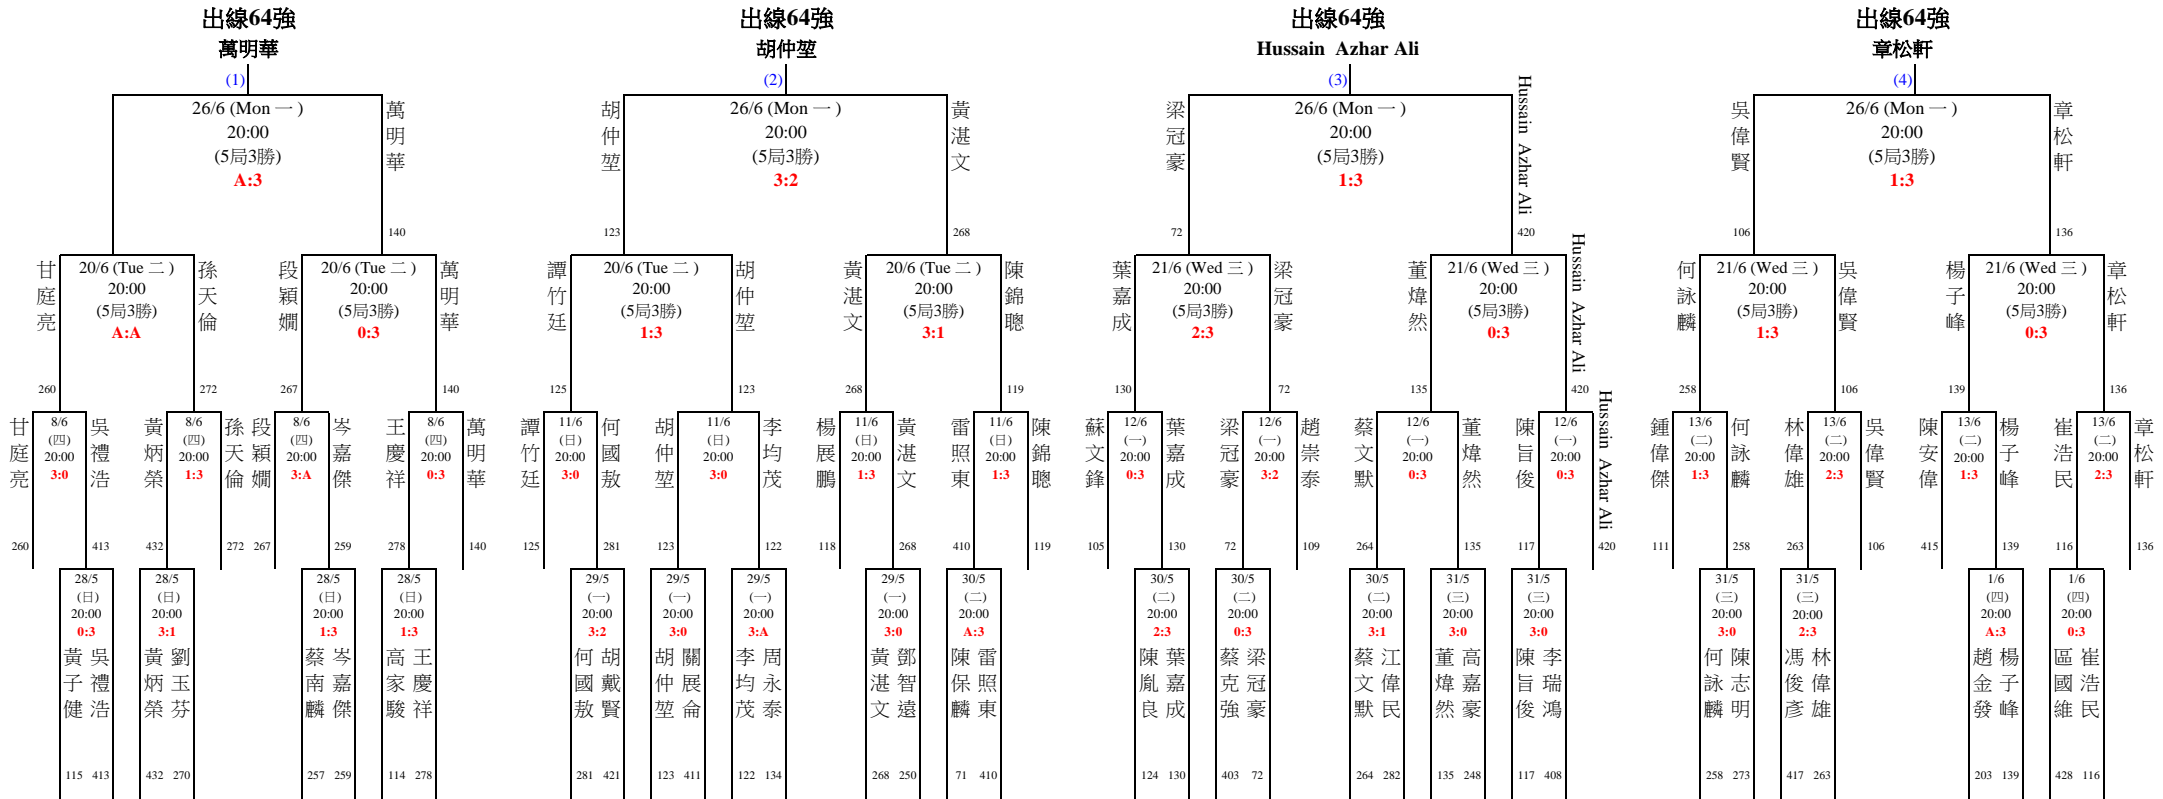 出線64強 出線64強 出線64強 出線64強
萬明華 胡仲堃 Hussain Azhar Ali 章松軒
(1) (2) (3) (4)
26/6 (Mon 一 ) 萬明華 胡仲堃 26/6 (Mon 一 ) 黃湛文 梁冠豪 26/6 (Mon 一 ) Hussain Azhar Ali 吳偉賢 26/6 (Mon 一 ) 章松軒
20:00 20:00 20:00 20:00
(5局3勝) (5局3勝) (5局3勝) (5局3勝)
A:3 3:2 1:3 1:3
140 123 268 72 420 106 136
甘庭亮 20/6 (Tue 二 ) 孫天倫 段穎嫺 20/6 (Tue 二 ) 萬明華 譚竹廷 20/6 (Tue 二 ) 胡仲堃 黃湛文 20/6 (Tue 二 ) 陳錦聰 葉嘉成 21/6 (Wed 三 ) 梁冠豪 董煒然 21/6 (Wed 三 ) Hussain Azhar Ali 何詠麟 21/6 (Wed 三 ) 吳偉賢 楊子峰 21/6 (Wed 三 ) 章松軒
20:00 20:00 20:00 20:00 20:00 20:00 20:00 20:00
(5局3勝) (5局3勝) (5局3勝) (5局3勝) (5局3勝) (5局3勝) (5局3勝) (5局3勝)
A:A 0:3 1:3 3:1 2:3 0:3 1:3 0:3
260 272 267 140 125 123 268 119 130 72 135 420 258 106 139 136
甘庭亮 8/6 吳禮浩 黃炳榮 8/6 孫天倫 段穎嫺 8/6 岑嘉傑 王慶祥 8/6 萬明華 譚竹廷 11/6 何國敖 胡仲堃 11/6 李均茂 楊展鵬 11/6 黃湛文 雷照東 11/6 陳錦聰 蘇文鋒 12/6 葉嘉成 梁冠豪 12/6 趙崇泰 蔡文默 12/6 董煒然 陳旨俊 12/6 Hussain Azhar Ali 鍾偉傑 13/6 何詠麟 林偉雄 13/6 吳偉賢 陳安偉 13/6 楊子峰 崔浩民 13/6 章松軒
(四) (四) (四) (四) (日) (日) (日) (日) (一) (一) (一) (一) (二) (二) (二) (二)
20:00 20:00 20:00 20:00 20:00 20:00 20:00 20:00 20:00 20:00 20:00 20:00 20:00 20:00 20:00 20:00
3:0 1:3 3:A 0:3 3:0 3:0 1:3 1:3 0:3 3:2 0:3 0:3 1:3 2:3 1:3 2:3
260 413 432 272 267 259 278 140 125 281 123 122 118 268 410 119 105 130 72 109 264 135 117 420 111 258 263 106 415 139 116 136
28/5 28/5 28/5 28/5 29/5 29/5 29/5 29/5 30/5 30/5 30/5 30/5 31/5 31/5 31/5 31/5 1/6 1/6
(日) (日) (日) (日) (一) (一) (一) (一) (二) (二) (二) (二) (三) (三) (三) (三) (四) (四)
20:00 20:00 20:00 20:00 20:00 20:00 20:00 20:00 20:00 20:00 20:00 20:00 20:00 20:00 20:00 20:00 20:00 20:00
0:3 3:1 1:3 1:3 3:2 3:0 3:A 3:0 A:3 2:3 0:3 3:1 3:0 3:0 3:0 2:3 A:3 0:3
黃子健 吳禮浩 黃炳榮 劉玉芬 蔡南麟 岑嘉傑 高家駿 王慶祥 何國敖 胡戴賢 胡仲堃 關展侖 李均茂 周永泰 黃湛文 鄧智遠 陳保麟 雷照東 陳胤良 葉嘉成 蔡克強 梁冠豪 蔡文默 江偉民 董煒然 高嘉豪 陳旨俊 李瑞鴻 何詠麟 陳志明 馮俊彥 林偉雄 趙金發 楊子峰 區國維 崔浩民
115 413 432 270 257 259 114 278 281 421 123 411 122 134 268 250 71 410 124 130 403 72 264 282 135 248 117 408 258 273 417 263 203 139 428 116